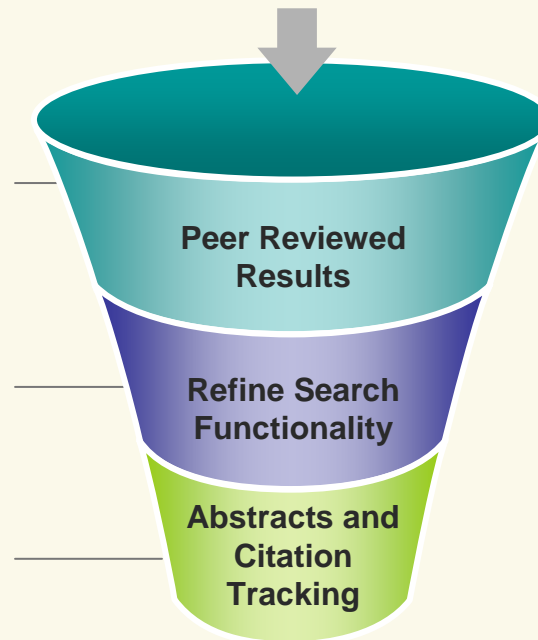 Peer Reviewed
Results
Refine Search
Functionality
Abstracts and
Citation
Tracking